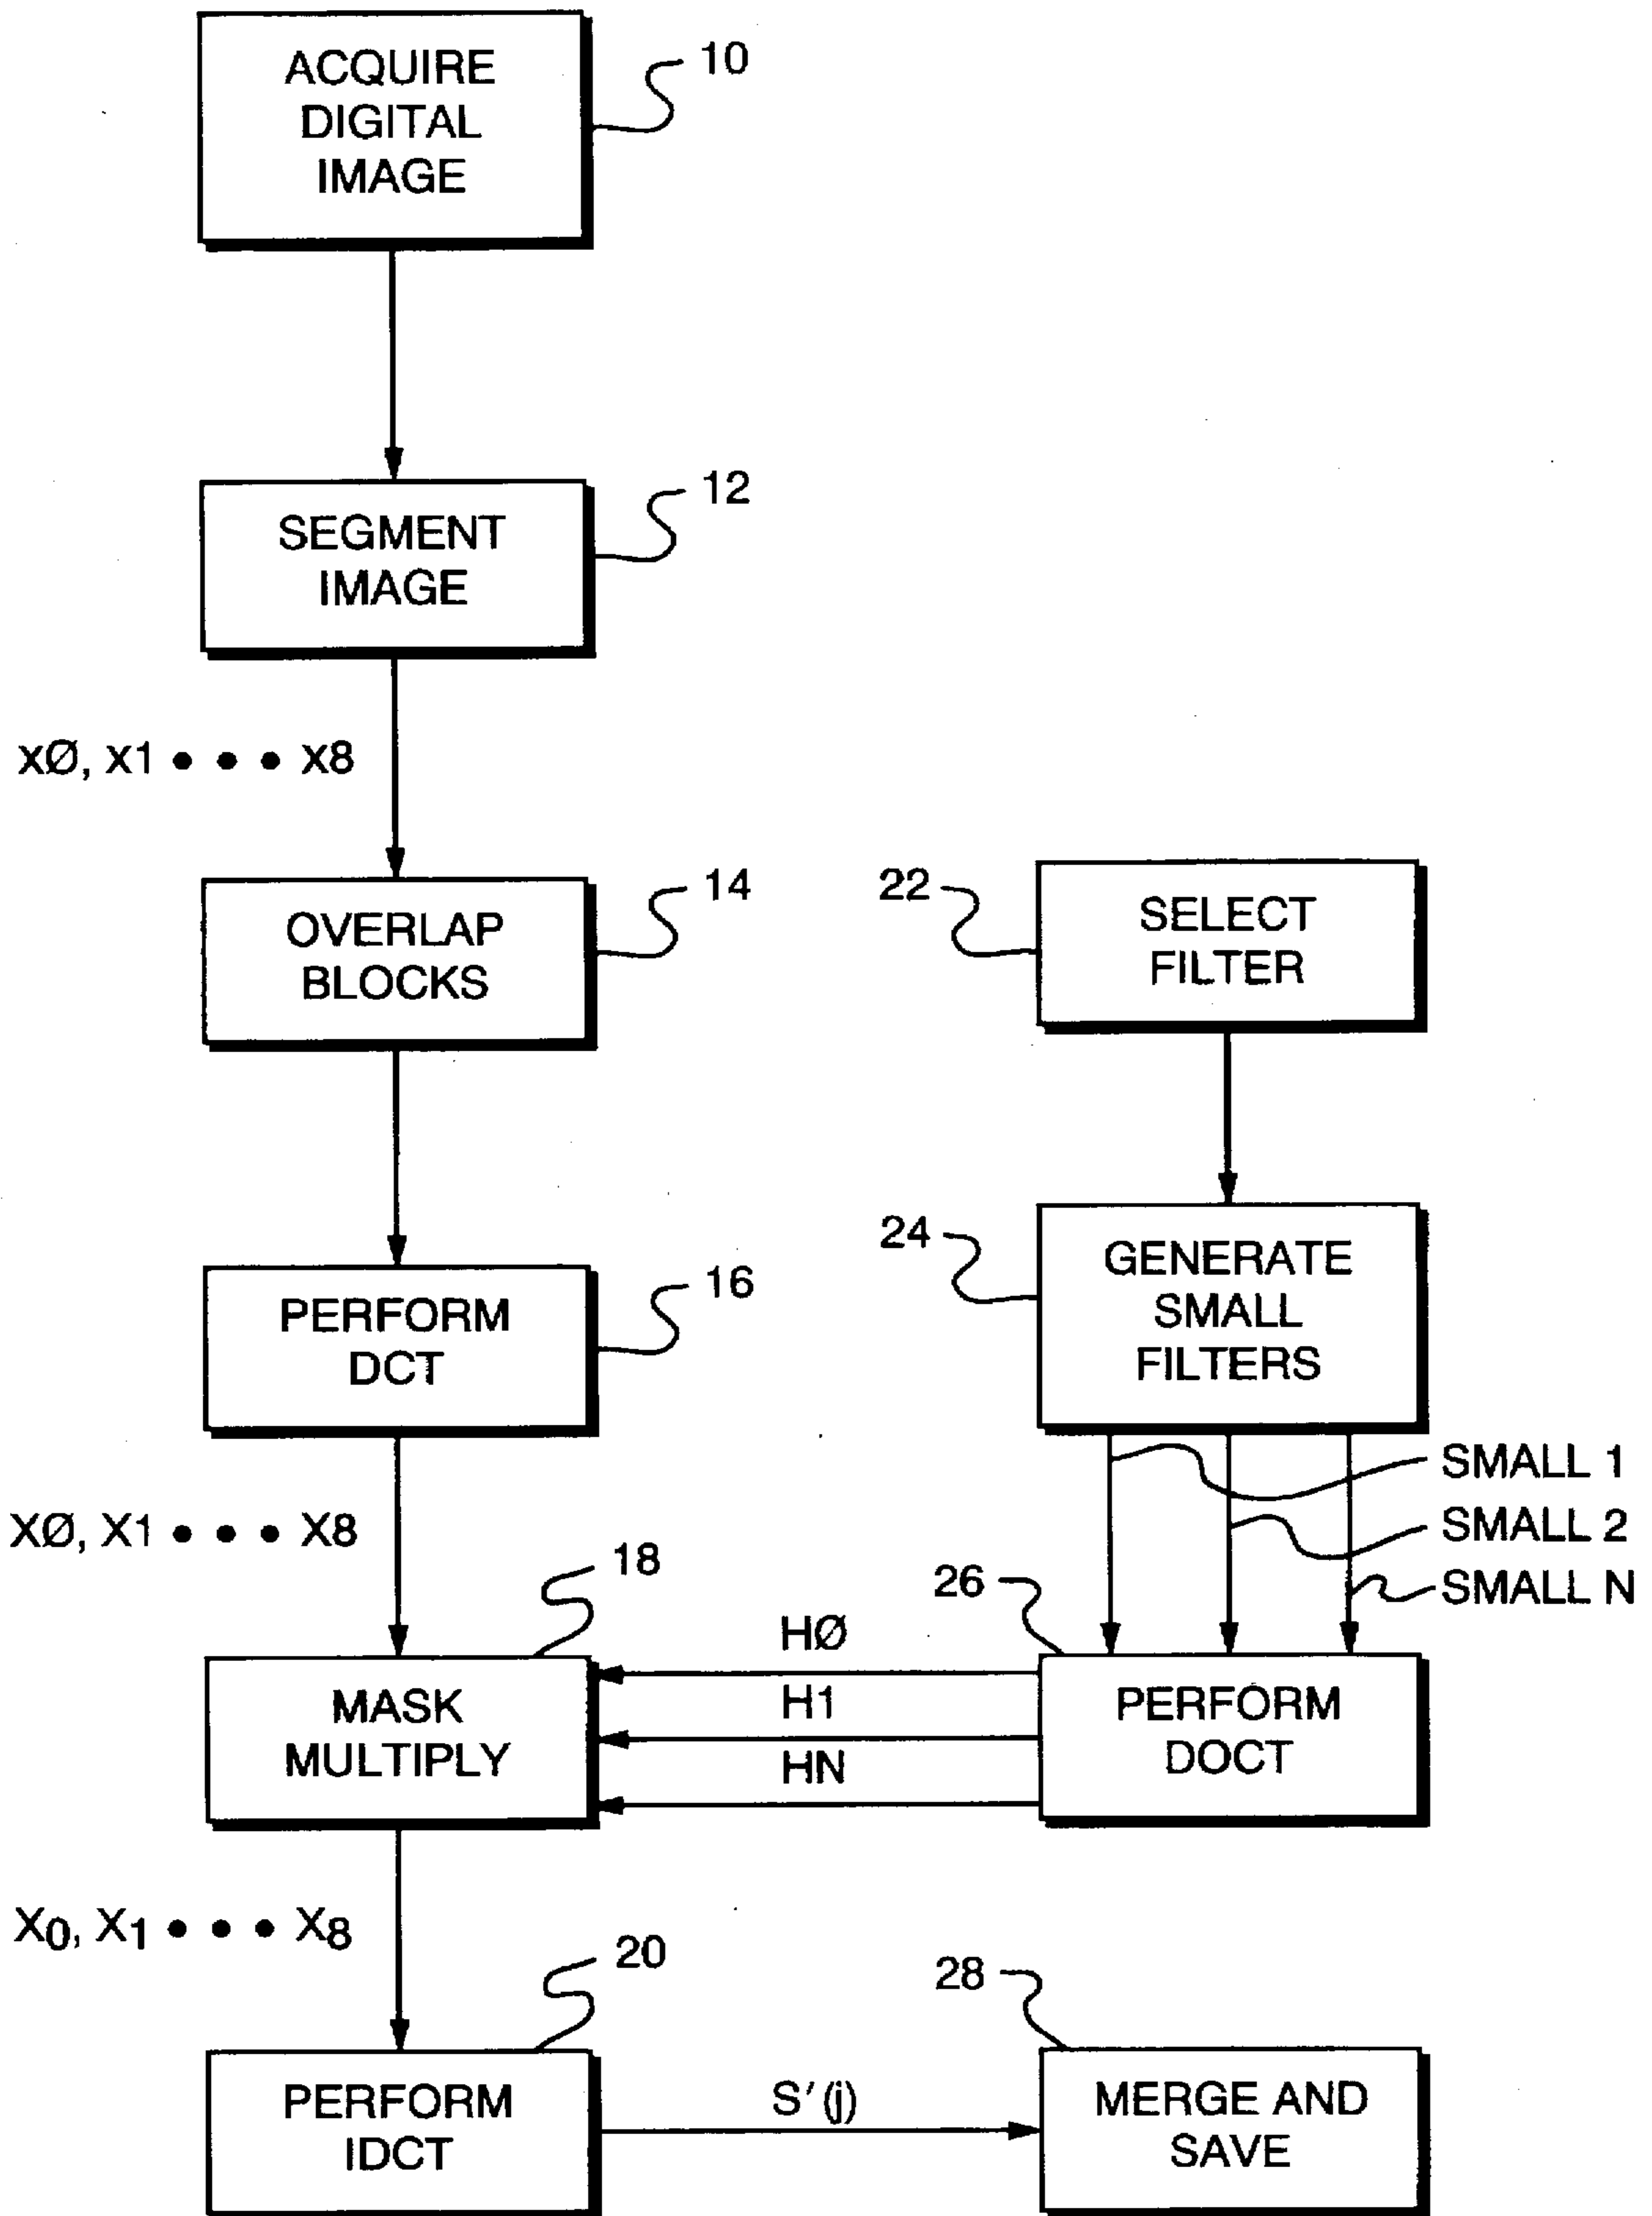 ACQUIRE
DIGITAL
IMAGE
10
SEGMENT
IMAGE
12
xØ, x1 • • • x8
OVERLAP
BLOCKS
14
22
SELECT
FILTER
PERFORM
DCT
16
24
GENERATE
SMALL
FILTERS
SMALL 1
SMALL 2
SMALL N
XØ, X1 • • • X8
18
26
MASK
MULTIPLY
HØ
H1
HN
PERFORM
DOCT
X0, X1 • • • X8
20
28
PERFORM
IDCT
S'(j)
MERGE AND
SAVE